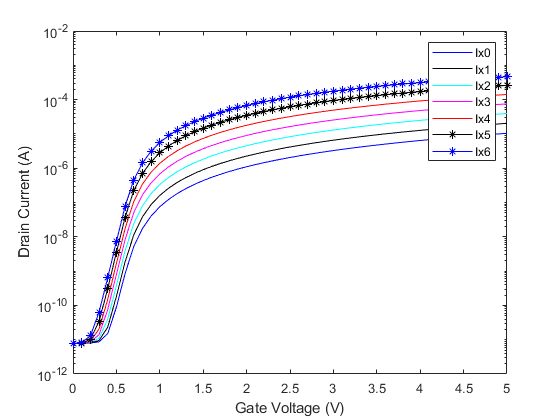 10^-2
10^-4
10^-6
10^-8
10^-10
10^-12
Drain Current (A)
Ix0
Ix1
Ix2
Ix3
Ix4
Ix5
Ix6
0 0.5 1 1.5 2 2.5 3 3.5 4 4.5 5
Gate Voltage (V)